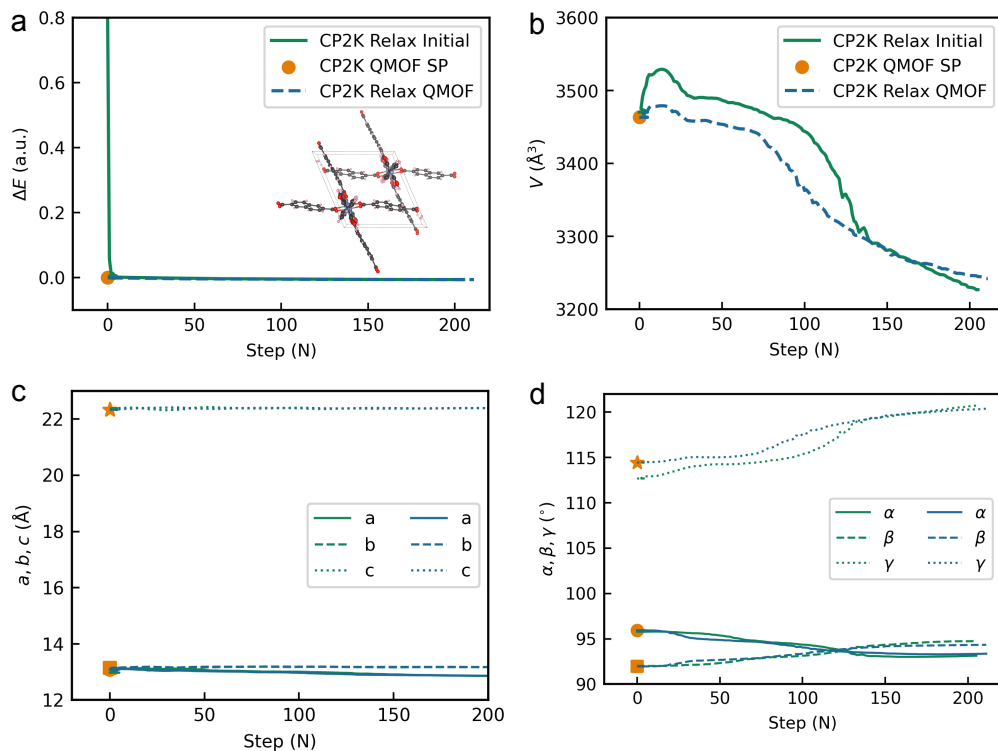 a
0.8
0.6
0.4
0.2
0.0
ΔE (a.u.)
0
50
100
150
200
Step (N)
CP2K Relax Initial
CP2K QMOF SP
CP2K Relax QMOF
b
3600
3500
3400
3300
3200
V (Å³)
0
50
100
150
200
Step (N)
CP2K Relax Initial
CP2K QMOF SP
CP2K Relax QMOF
c
22
20
18
16
14
12
a, b, c (Å)
0
50
100
150
200
Step (N)
a a
b b
c c
d
120
115
110
105
100
95
90
α, β, γ (°)
0
50
100
150
200
Step (N)
α α
β β
γ γ